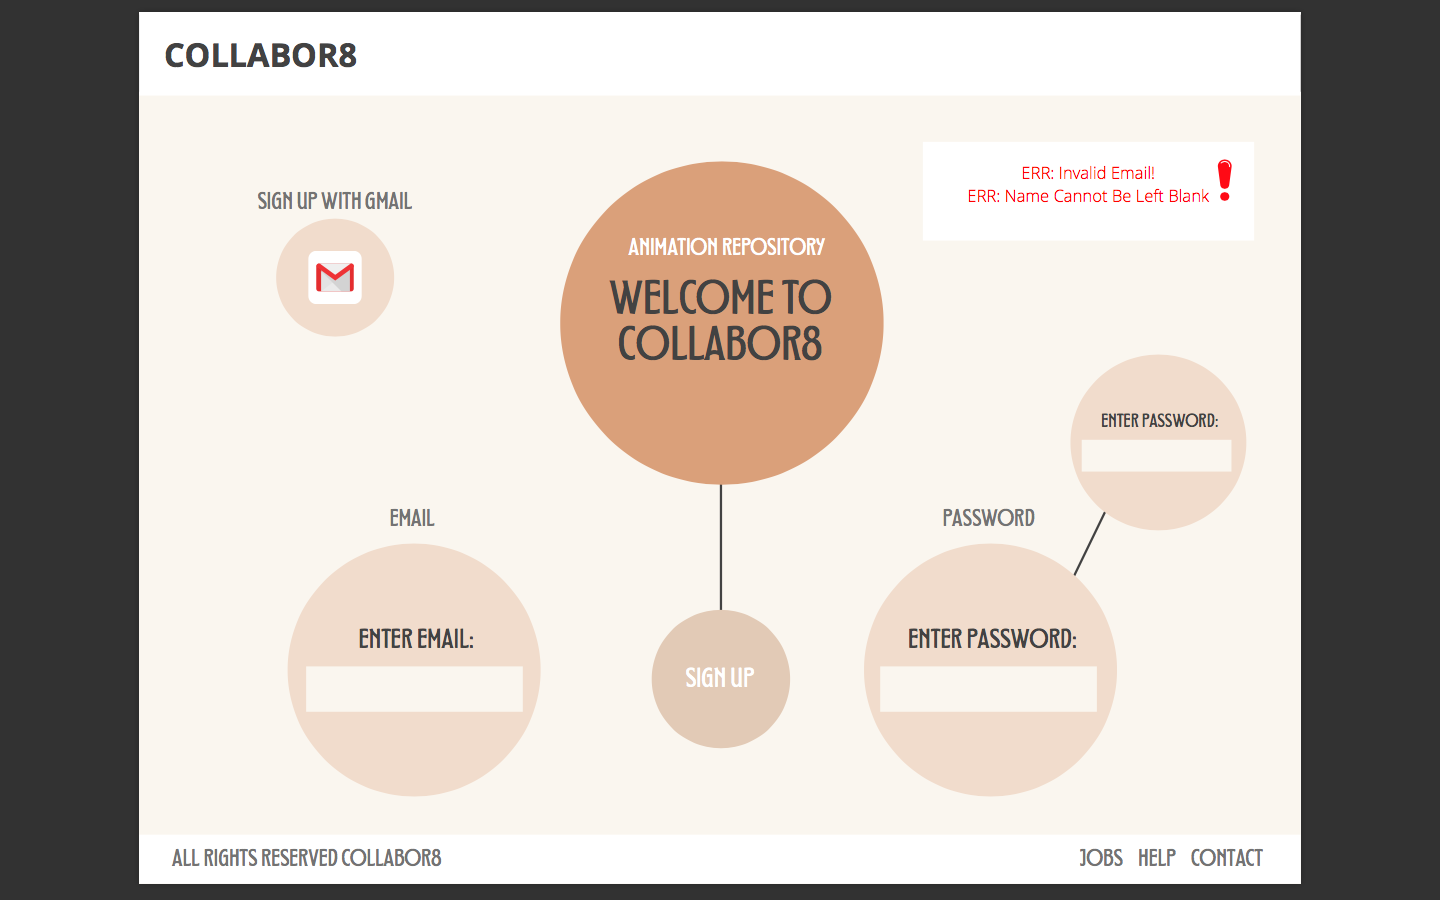 COLLABOR8
ERR: Invalid Email!
ERR: Name Cannot Be Left Blank
SIGN UP WITH GMAIL
ANIMATION REPOSITORY
WELCOME TO
COLLABOR8
ENTER PASSWORD:
EMAIL
PASSWORD
ENTER EMAIL:
ENTER PASSWORD:
SIGN UP
ALL RIGHTS RESERVED COLLABOR8
JOBS HELP CONTACT